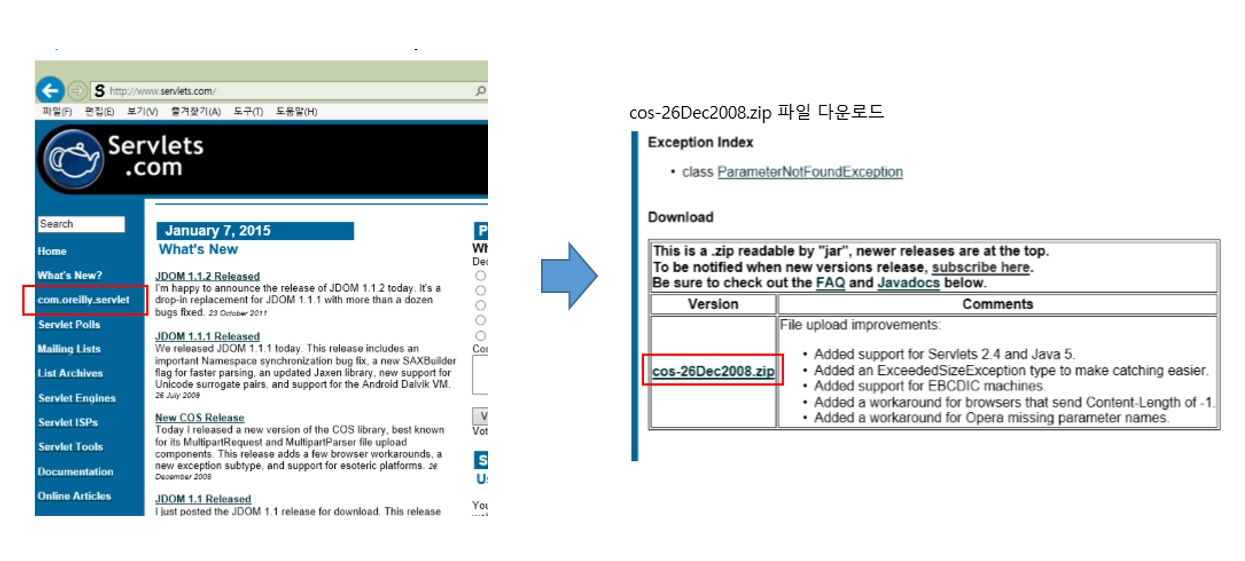 S http://www.servlets.com/
파일(F) 편집(E) 보기(V) 즐겨찾기(A) 도구(T) 도움말(H)
Servlets
.com
Search
Home
What's New?
com.oreilly.servlet
Servlet Polls
Mailing Lists
List Archives
Servlet Engines
Servlet ISPs
Servlet Tools
Documentation
Online Articles
January 7, 2015
What's New
JDOM 1.1.2 Released
I'm happy to announce the release of JDOM 1.1.2 today. It's a
drop-in replacement for JDOM 1.1.1 with more than a dozen
bugs fixed. 23 October 2011
JDOM 1.1.1 Released
We released JDOM 1.1.1 today. This release includes an
important Namespace synchronization bug fix, a new SAXBuilder
flag for faster parsing, an updated Jaxen library, new support for
Unicode surrogate pairs, and support for the Android Dalvik VM.
26 July 2009
New COS Release
Today I released a new version of the COS library, best known
for its MultipartRequest and MultipartParser file upload
components. This release adds a few browser workarounds, a
new exception subtype, and support for esoteric platforms. 26
December 2008
JDOM 1.1 Released
I just posted the JDOM 1.1 release for download. This release
cos-26Dec2008.zip 파일 다운로드
Exception Index
• class ParameterNotFoundException
Download
This is a .zip readable by "jar", newer releases are at the top.
To be notified when new versions release, subscribe here.
Be sure to check out the FAQ and Javadocs below.
Version Comments
cos-26Dec2008.zip
File upload improvements:
• Added support for Servlets 2.4 and Java 5.
• Added an ExceededSizeException type to make catching easier.
• Added support for EBCDIC machines.
• Added a workaround for browsers that send Content-Length of -1.
• Added a workaround for Opera missing parameter names.